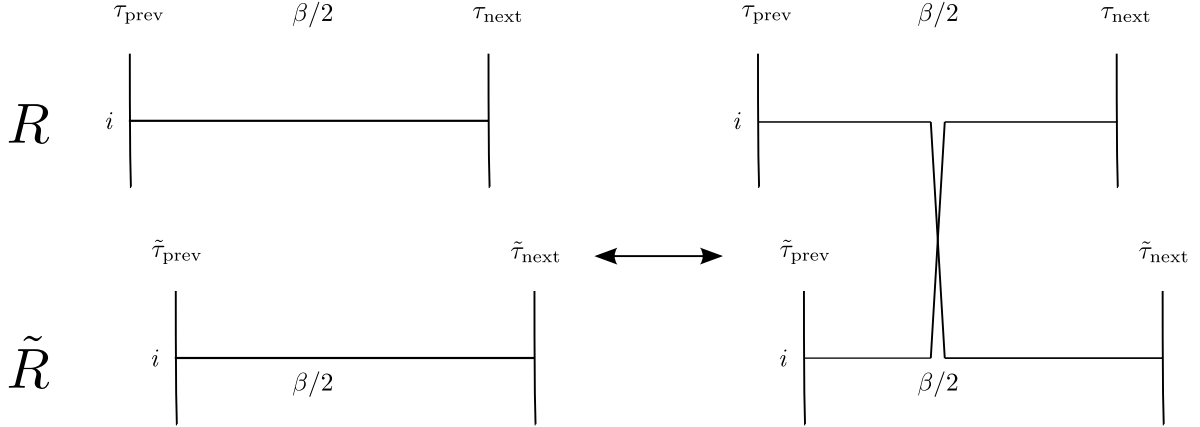 τ_prev β/2 τ_next τ_prev β/2 τ_next
R i i
τ̃_prev τ̃_next τ̃_prev τ̃_next
R̃ i i
β/2 β/2